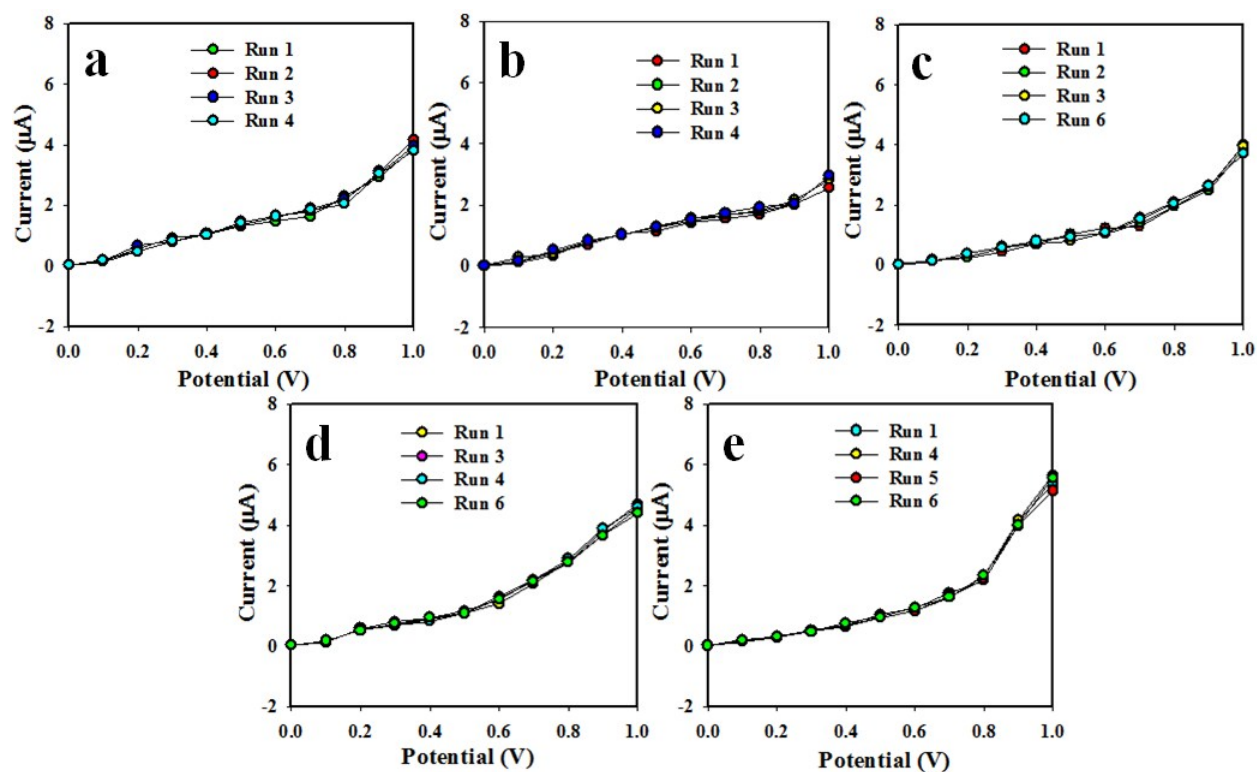 a
Run 1
Run 2
Run 3
Run 4
8
6
4
2
0
-2
Current (µA)
0.0 0.2 0.4 0.6 0.8 1.0
Potential (V)
b
Run 1
Run 2
Run 3
Run 4
8
6
4
2
0
-2
Current (µA)
0.0 0.2 0.4 0.6 0.8 1.0
Potential (V)
c
Run 1
Run 2
Run 3
Run 6
8
6
4
2
0
-2
Current (µA)
0.0 0.2 0.4 0.6 0.8 1.0
Potential (V)
d
Run 1
Run 3
Run 4
Run 6
8
6
4
2
0
-2
Current (µA)
0.0 0.2 0.4 0.6 0.8 1.0
Potential (V)
e
Run 1
Run 4
Run 5
Run 6
8
6
4
2
0
-2
Current (µA)
0.0 0.2 0.4 0.6 0.8 1.0
Potential (V)